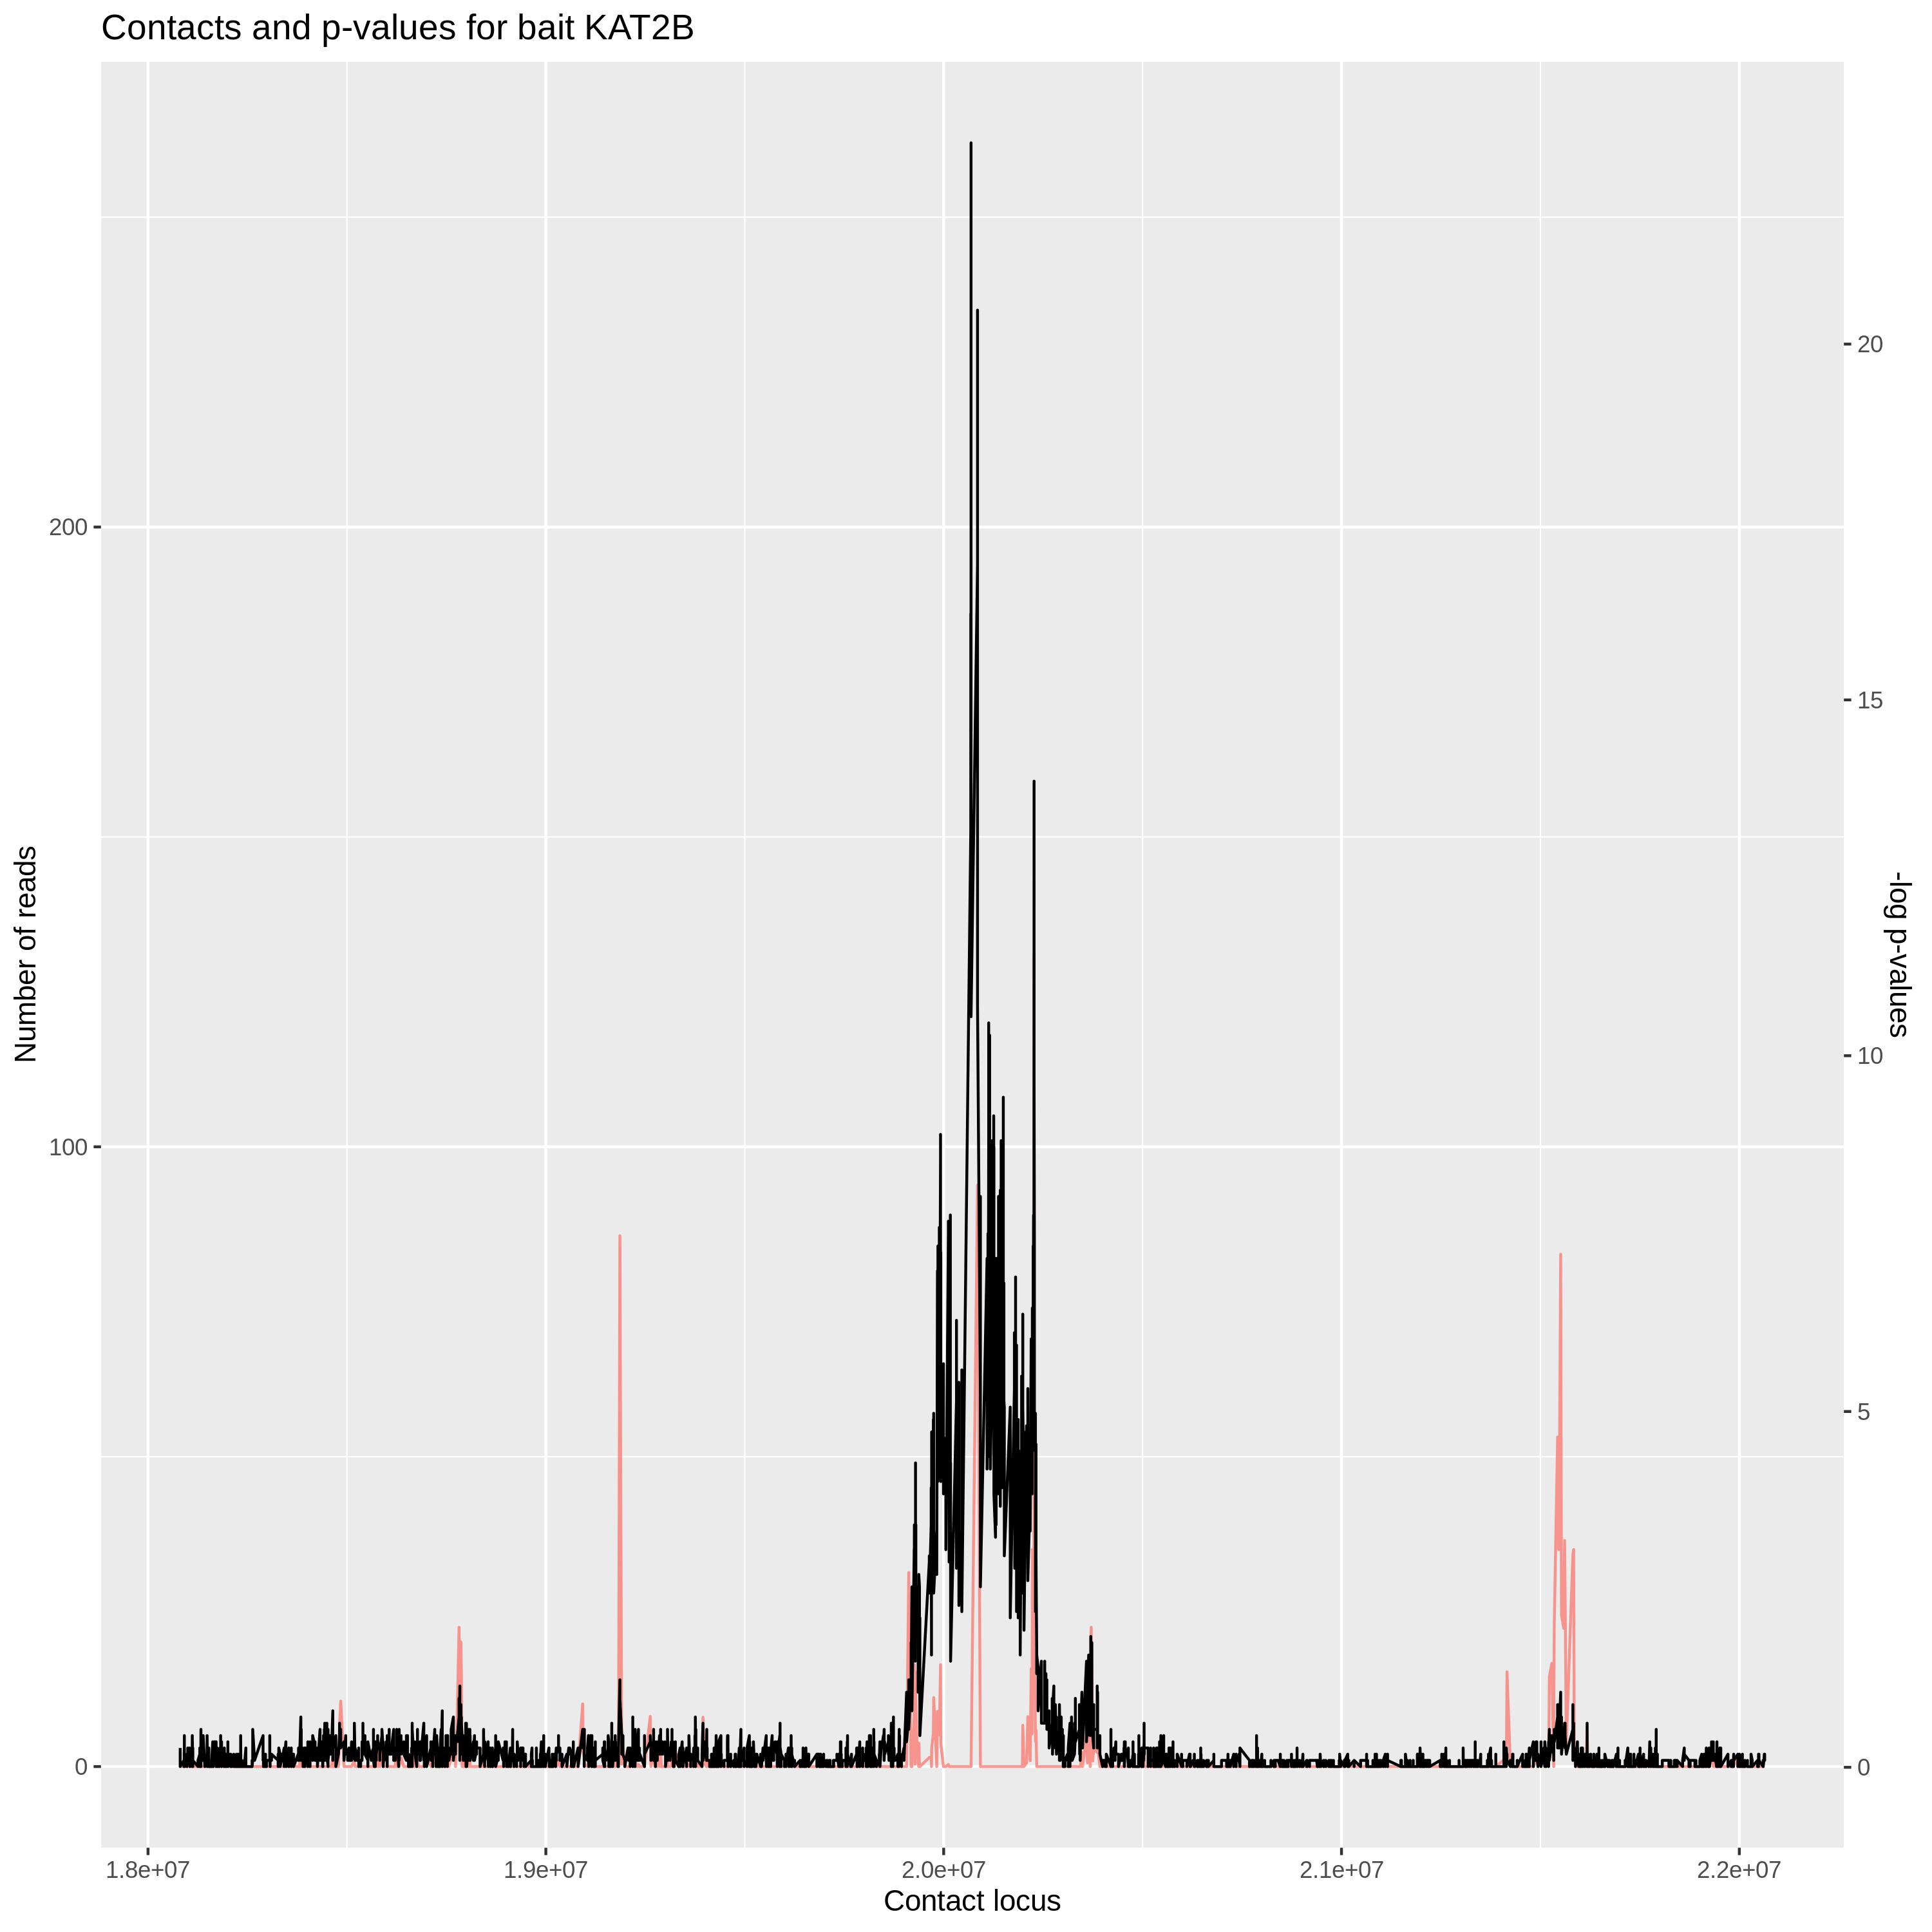 Contacts and p-values for bait KAT2B
Number of reads
200
100
0
20
15
10
5
0
-log p-values
1.8e+07 1.9e+07 2.0e+07 2.1e+07 2.2e+07
Contact locus